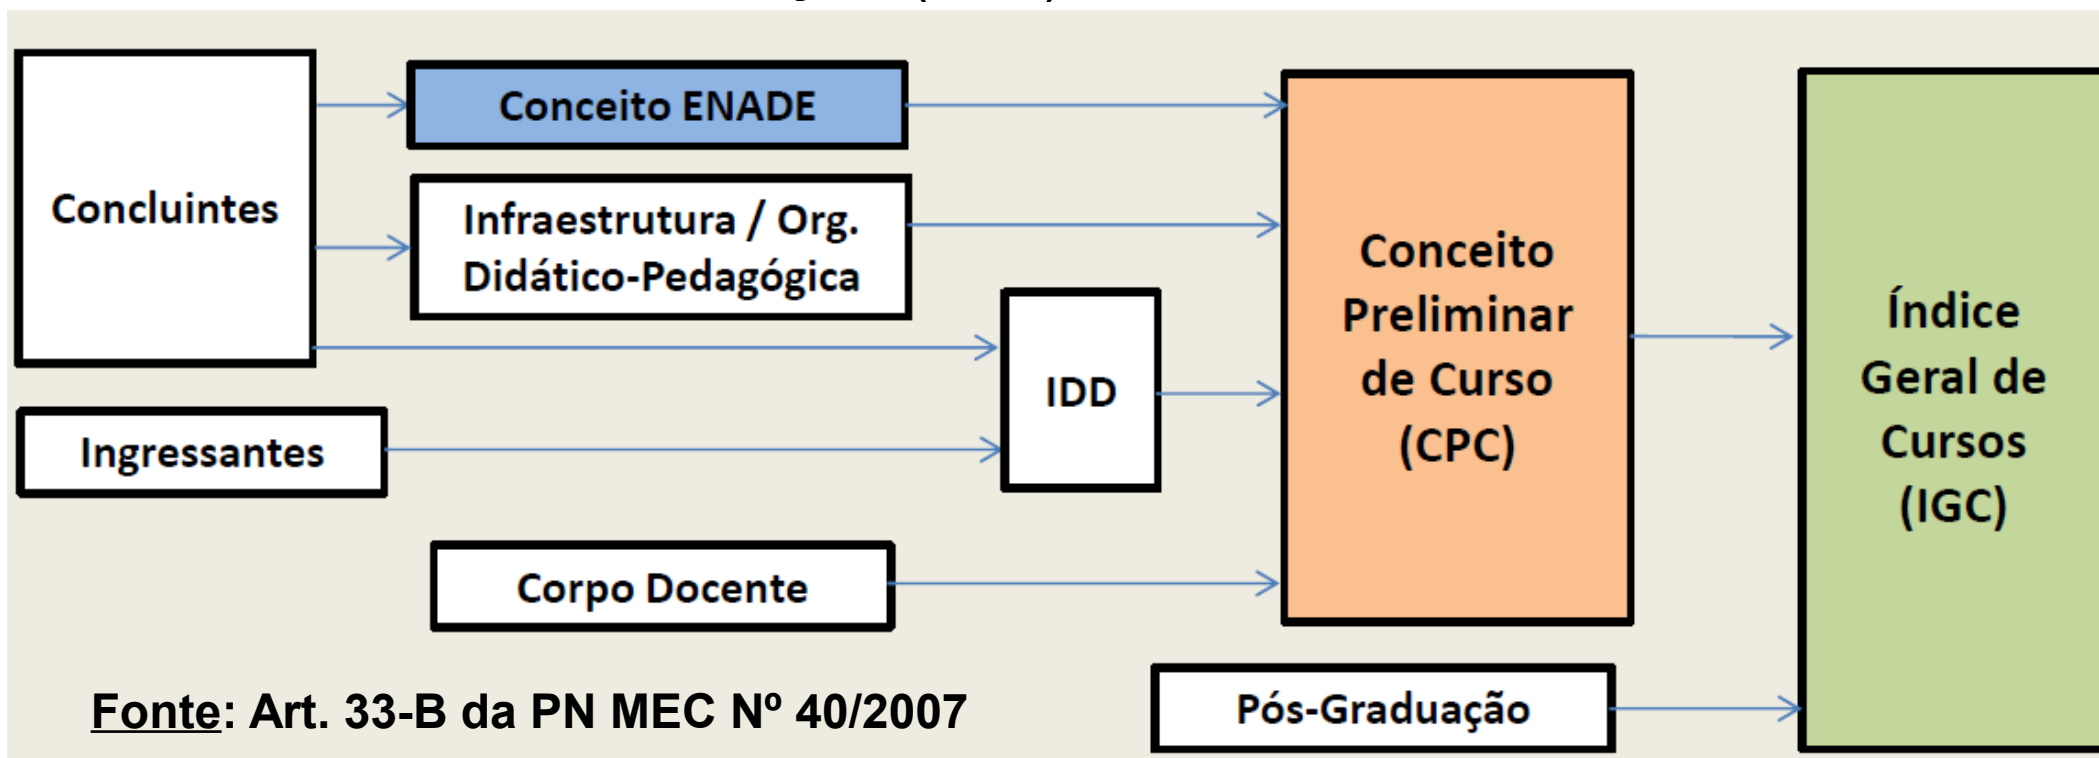 Conceito ENADE
Concluintes
Infraestrutura / Org.
Didático-Pedagógica
IDD
Ingressantes
Corpo Docente
Conceito
Preliminar
de Curso
(CPC)
Índice
Geral de
Cursos
(IGC)
Pós-Graduação
Fonte: Art. 33-B da PN MEC Nº 40/2007